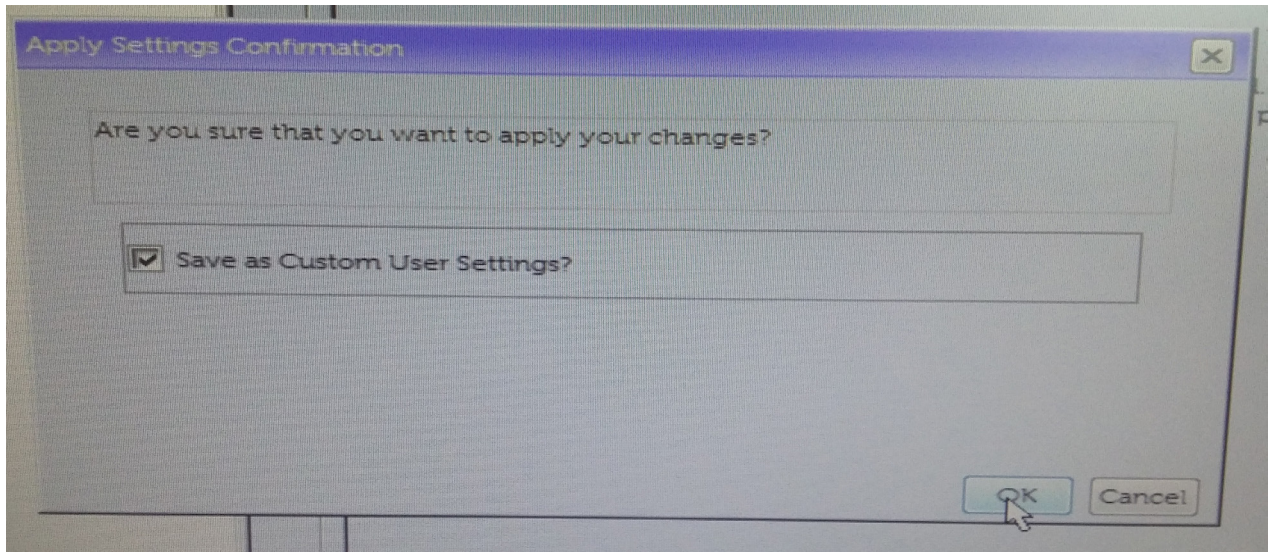 Apply Settings Confirmation
Are you sure that you want to apply your changes?
Save as Custom User Settings?
OK
Cancel